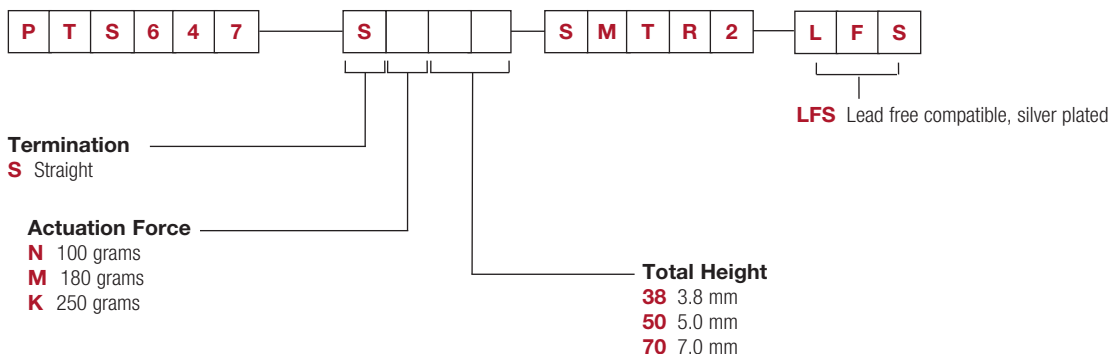 P T S 6 4 7 S S M T R 2 L F S
LFS Lead free compatible, silver plated
Termination
S Straight
Actuation Force
N 100 grams
M 180 grams
K 250 grams
Total Height
38 3.8 mm
50 5.0 mm
70 7.0 mm